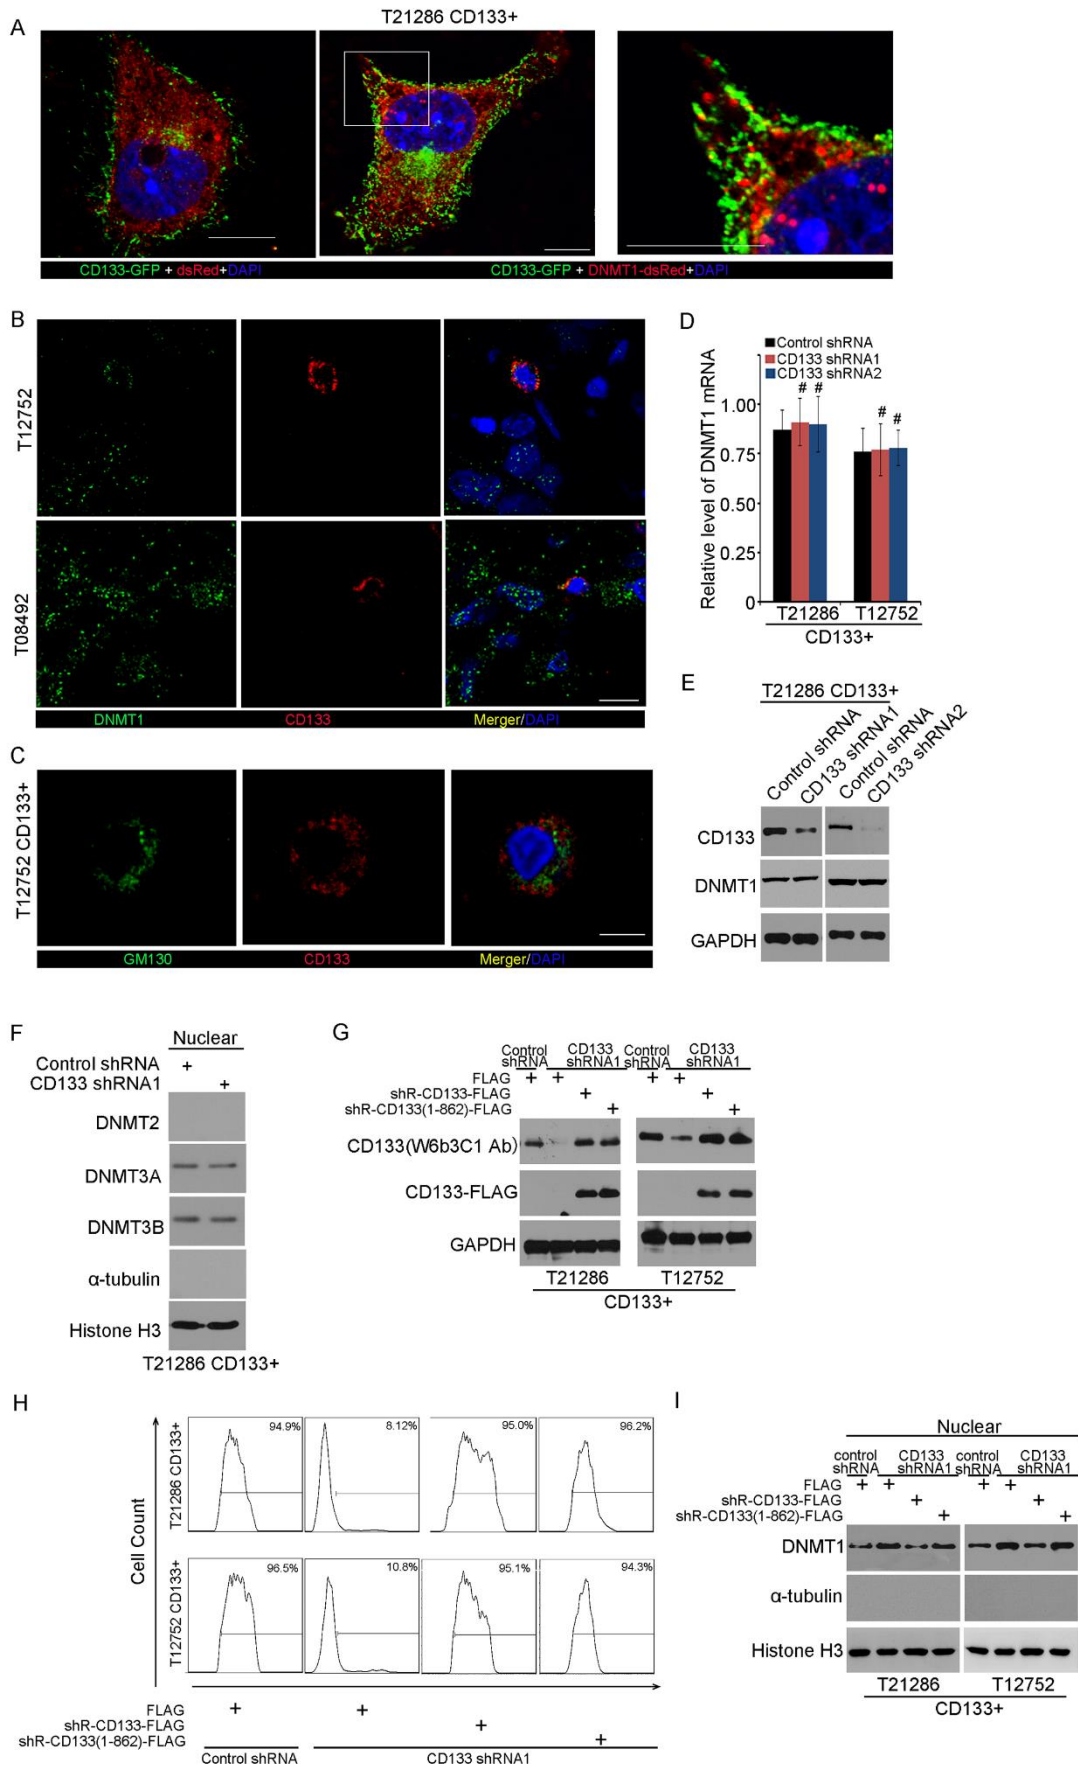 A
T21286 CD133+
CD133-GFP + dsRed+DAPI
CD133-GFP + DNMT1-dsRed+DAPI
B
T12752
T08492
DNMT1
CD133
Merger/DAPI
C
T12752 CD133+
GM130
CD133
Merger/DAPI
D
Control shRNA
CD133 shRNA1
CD133 shRNA2
Relative level of DNMT1 mRNA
1.00
0.75
0.50
0.25
0
# # # #
T21286 T12752
CD133+
E
T21286 CD133+
Control shRNA
CD133 shRNA1
Control shRNA
CD133 shRNA2
CD133
DNMT1
GAPDH
F
Nuclear
Control shRNA +
CD133 shRNA1 +
DNMT2
DNMT3A
DNMT3B
α-tubulin
Histone H3
T21286 CD133+
G
Control shRNA CD133 shRNA1 Control shRNA CD133 shRNA1
FLAG + + + +
shR-CD133-FLAG + +
shR-CD133(1-862)-FLAG + +
CD133(W6b3C1 Ab)
CD133-FLAG
GAPDH
T21286 T12752
CD133+
H
Cell Count
T21286 CD133+
94.9% 8.12% 95.0% 96.2%
T12752 CD133+
96.5% 10.8% 95.1% 94.3%
FLAG + +
shR-CD133-FLAG +
shR-CD133(1-862)-FLAG +
Control shRNA CD133 shRNA1
I
Nuclear
control shRNA CD133 shRNA1 control shRNA CD133 shRNA1
FLAG + + + +
shR-CD133-FLAG + +
shR-CD133(1-862)-FLAG + +
DNMT1
α-tubulin
Histone H3
T21286 T12752
CD133+